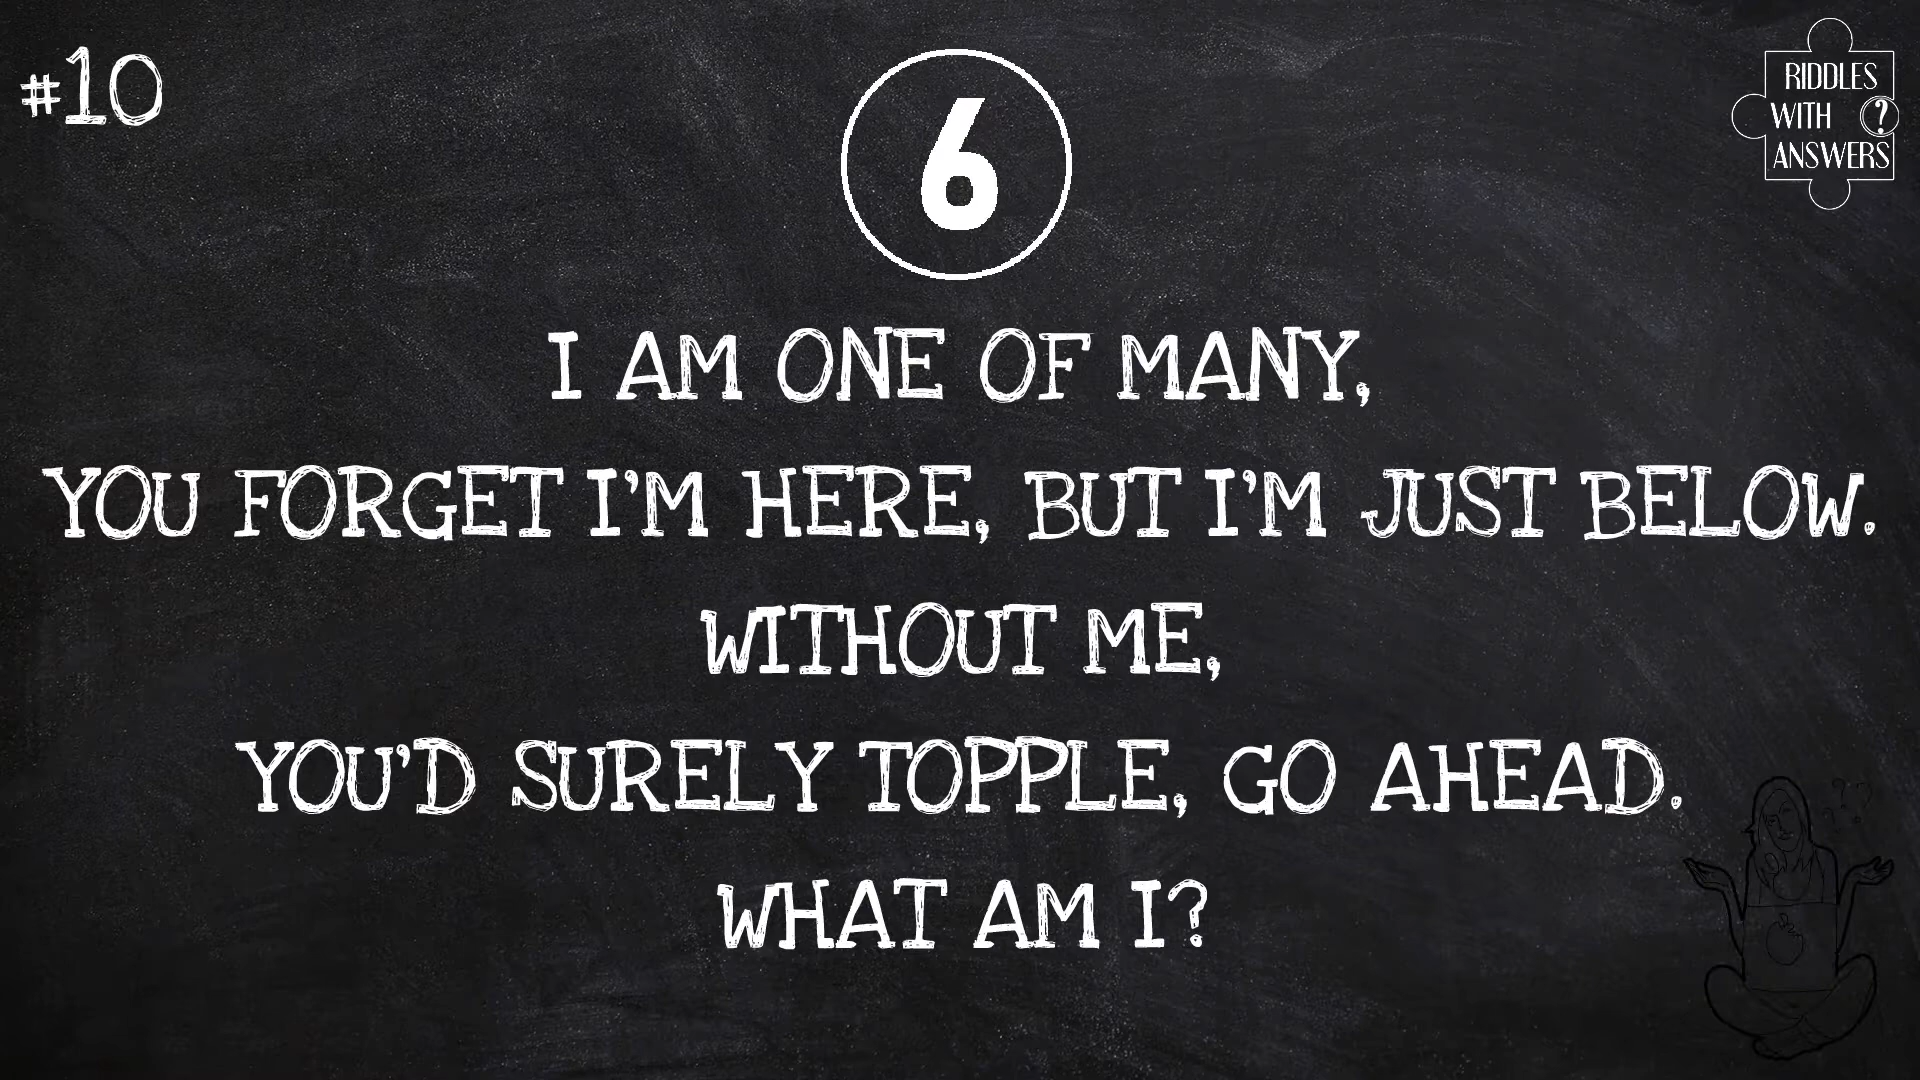 #10
6
RIDDLES
WITH ?
ANSWERS
I AM ONE OF MANY,
YOU FORGET I'M HERE, BUT I'M JUST BELOW.
WITHOUT ME,
YOU'D SURELY TOPPLE, GO AHEAD.
WHAT AM I?
???